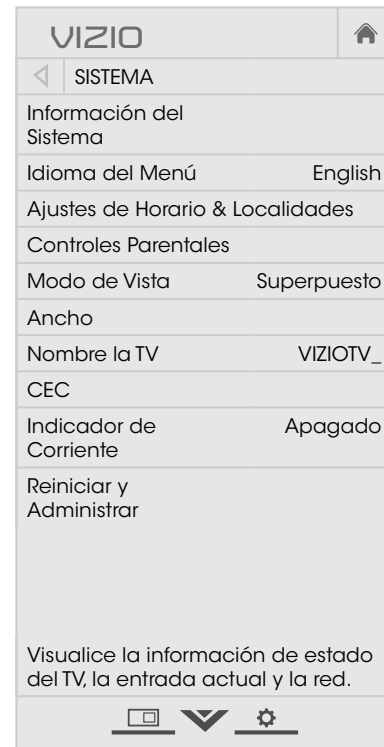 VIZIO
SISTEMA
Información del
Sistema
Idioma del Menú English
Ajustes de Horario & Localidades
Controles Parentales
Modo de Vista Superpuesto
Ancho
Nombre la TV VIZIOTV_
CEC
Indicador de Apagado
Corriente
Reiniciar y
Administrar
Visualice la información de estado
del TV, la entrada actual y la red.